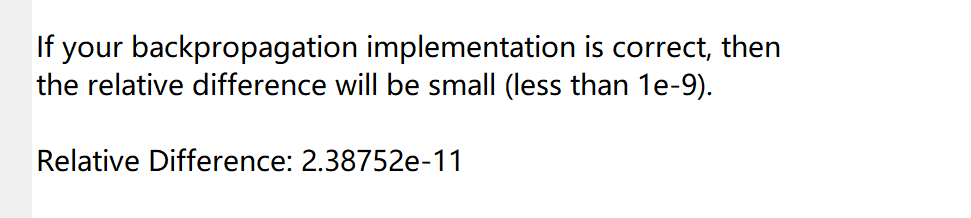 If your backpropagation implementation is correct, then
the relative difference will be small (less than 1e-9).
Relative Difference: 2.38752e-11